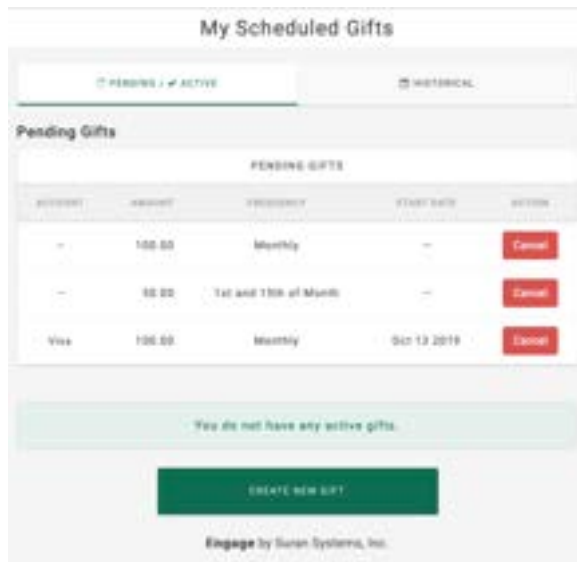 My Scheduled Gifts
PENDING / ✔ ACTIVE
HISTORICAL
Pending Gifts
PENDING GIFTS
ACCOUNT AMOUNT FREQUENCY START DATE ACTION
-- 100.00 Monthly -- Cancel
-- 50.00 1st and 15th of Month -- Cancel
Visa 100.00 Monthly Oct 13 2019 Cancel
You do not have any active gifts.
CREATE NEW GIFT
Engage by Suran Systems, Inc.